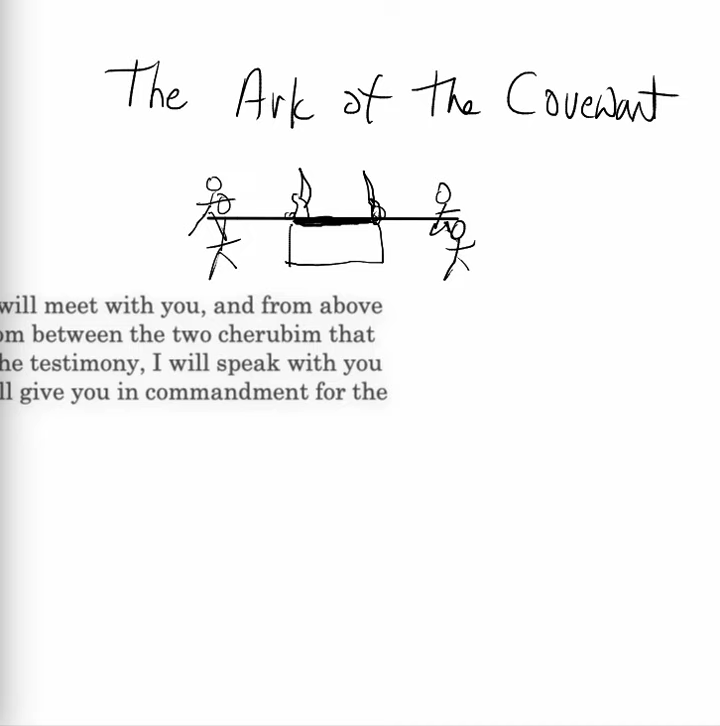 The Ark of the Covenant
will meet with you, and from above
om between the two cherubim that
he testimony, I will speak with you
ll give you in commandment for the